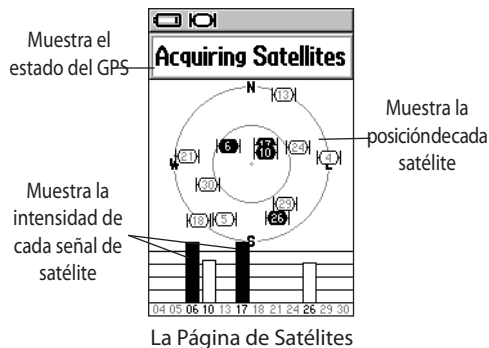 Muestra el
estado del GPS
Acquiring Satellites
N
13
6
17
10
24
4
21
W
E
30
29
18
5
26
S
Muestra la
posicióndecada
satélite
Muestra la
intensidad de
cada señal de
satélite
04 05 06 10 13 16 17 18 21 24 26 29 30
La Página de Satélites